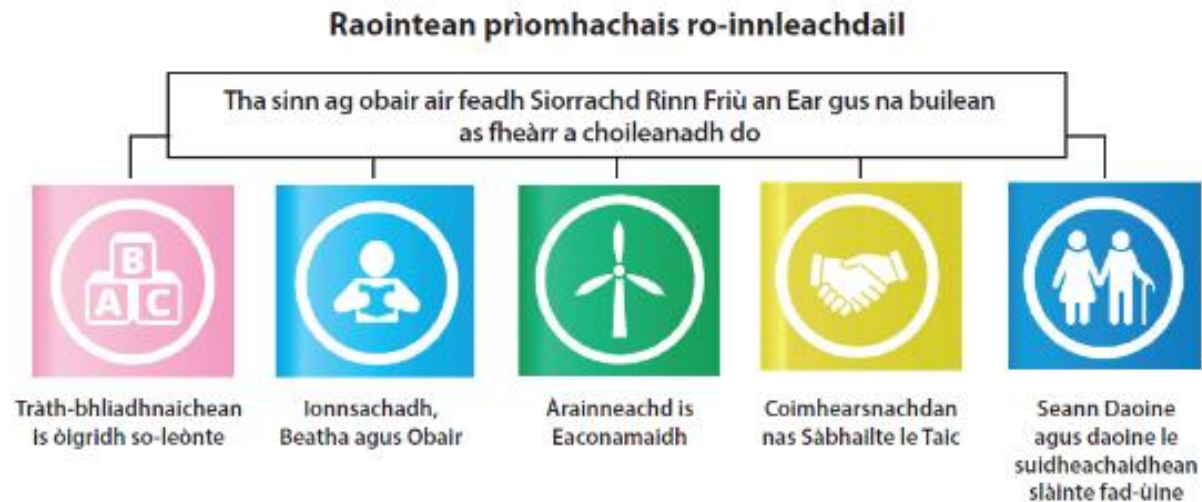 Raointean prìomhachais ro-innleachdail
Tha sinn ag obair air feadh Siorrachd Rinn Friù an Ear gus na builean
as fheàrr a choileanadh do
B
A C
Tràth-bhliadhnaichean
is òigridh so-leònte
Ionnsachadh,
Beatha agus Obair
Àrainneachd is
Eaconamaidh
Coimhearsnachdan
nas Sàbhailte le Taic
Seann Daoine
agus daoine le
suidheachaidhean
slàinte fad-ùine